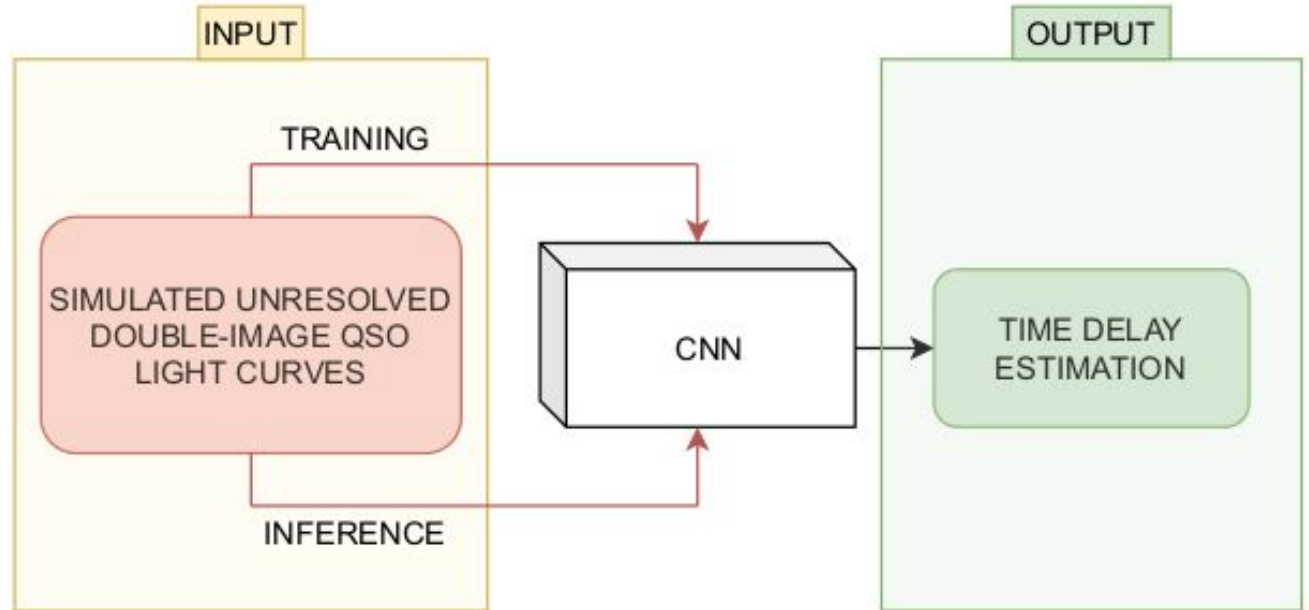 INPUT
OUTPUT
TRAINING
SIMULATED UNRESOLVED
DOUBLE-IMAGE QSO
LIGHT CURVES
CNN
TIME DELAY
ESTIMATION
INFERENCE